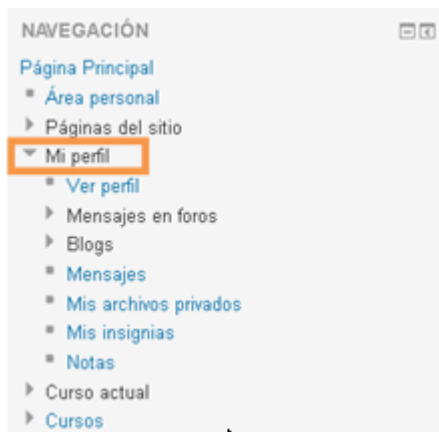 NAVEGACIÓN
Página Principal
Área personal
Páginas del sitio
Mi perfil
Ver perfil
Mensajes en foros
Blogs
Mensajes
Mis archivos privados
Mis insignias
Notas
Curso actual
Cursos